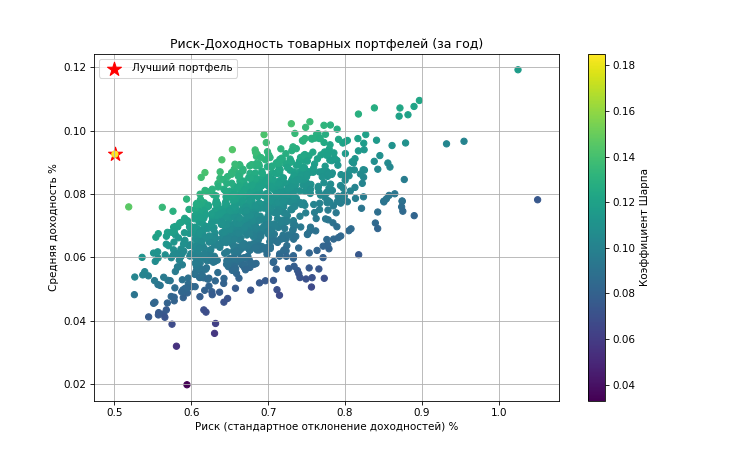 Риск-Доходность товарных портфелей (за год)
Лучший портфель
Средняя доходность %
0.12
0.10
0.08
0.06
0.04
0.02
0.5 0.6 0.7 0.8 0.9 1.0
Риск (стандартное отклонение доходностей) %
0.18
0.16
0.14
0.12
0.10
0.08
0.06
0.04
Коэффициент Шарпа